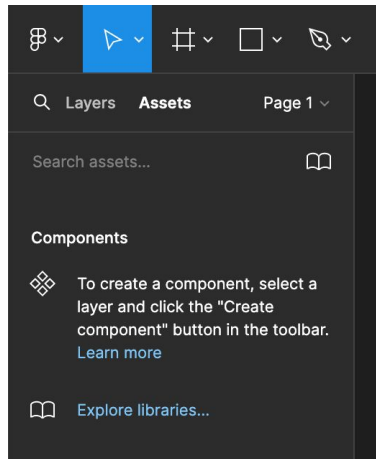 Layers Assets Page 1
Search assets...
Components
To create a component, select a
layer and click the "Create
component" button in the toolbar.
Learn more
Explore libraries...